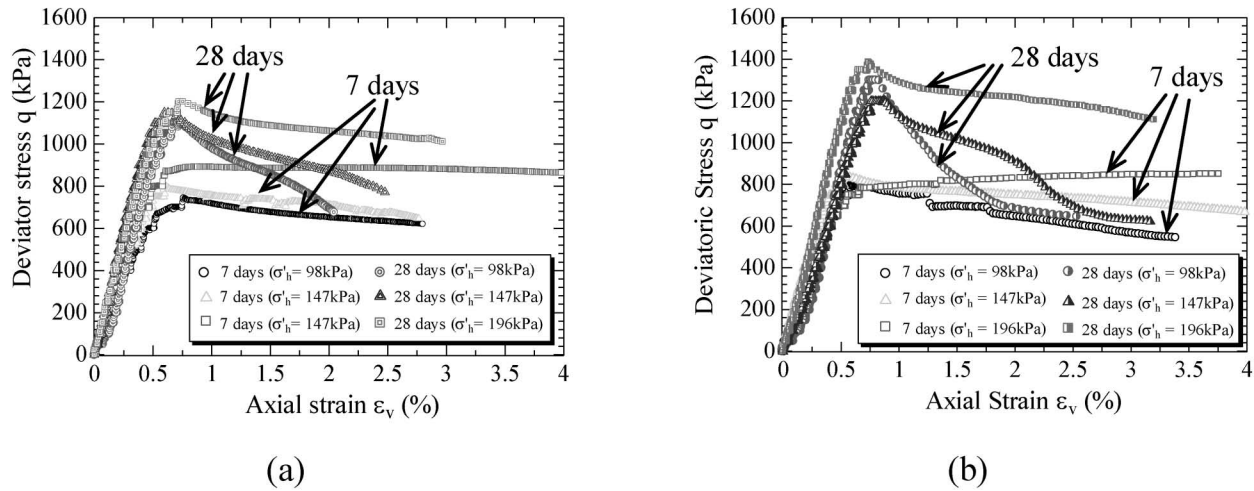 1600
1400
1200
1000
800
600
400
200
0
Deviator stress q (kPa)
28 days
7 days
7 days (σ'h= 98kPa)
28 days (σ'h= 98kPa)
7 days (σ'h= 147kPa)
28 days (σ'h= 147kPa)
7 days (σ'h= 147kPa)
28 days (σ'h= 196kPa)
0 0.5 1 1.5 2 2.5 3 3.5 4
Axial strain εv (%)
(a)
1600
1400
1200
1000
800
600
400
200
0
Deviatoric Stress q (kPa)
28 days
7 days
7 days (σ'h = 98kPa)
28 days (σ'h = 98kPa)
7 days (σ'h = 147kPa)
28 days (σ'h = 147kPa)
7 days (σ'h = 196kPa)
28 days (σ'h = 196kPa)
0 0.5 1 1.5 2 2.5 3 3.5 4
Axial Strain εv (%)
(b)